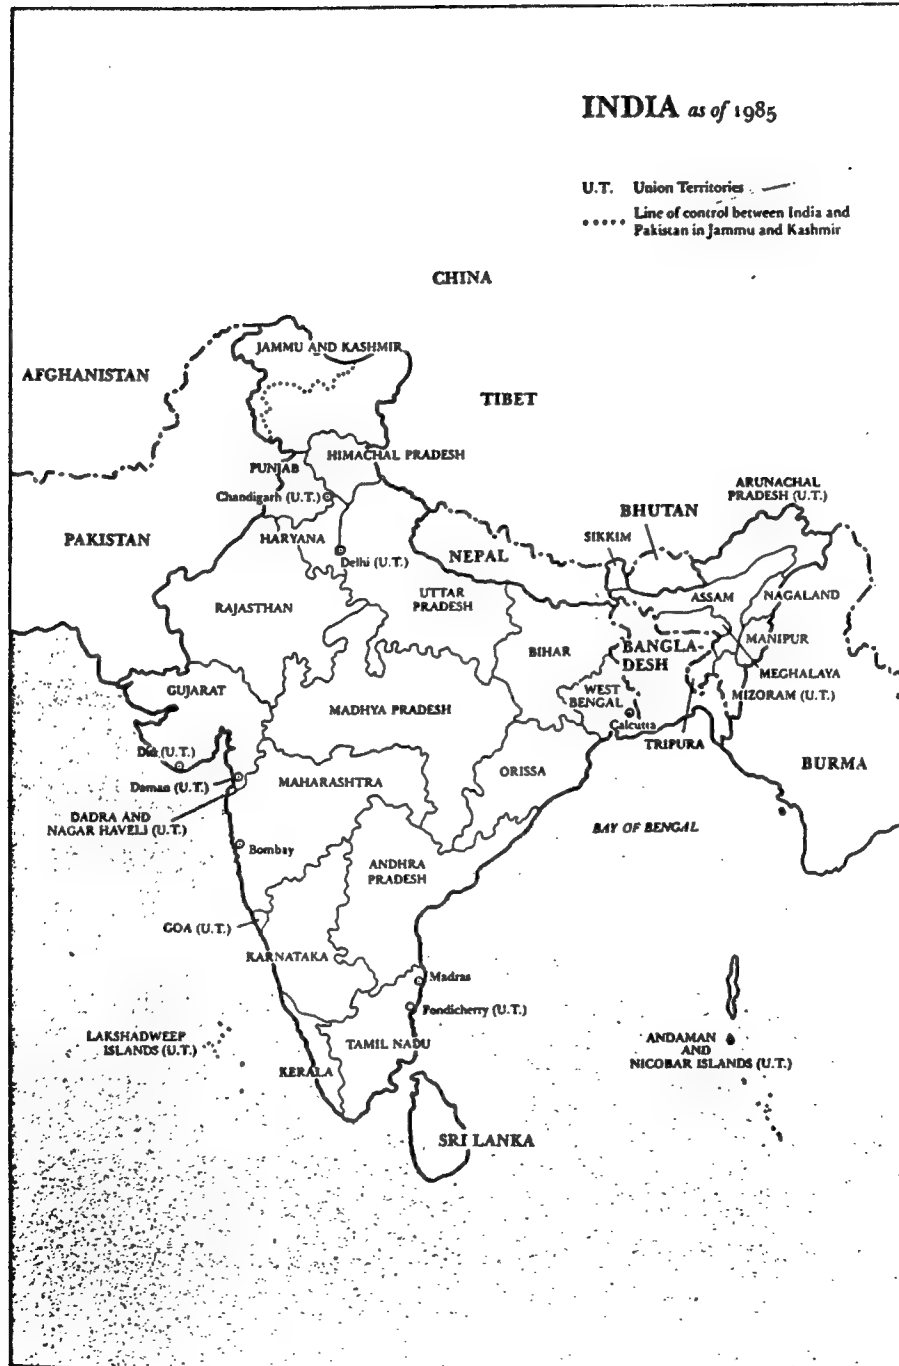 INDIA as of 1985
U.T. Union Territories
Line of control between India and
Pakistan in Jammu and Kashmir
CHINA
JAMMU AND KASHMIR
AFGHANISTAN
TIBET
HIMACHAL PRADESH
PUNJAB
Chandigarh (U.T.)
ARUNACHAL
PRADESH (U.T.)
BHUTAN
SIKKIM
PAKISTAN
HARYANA
Delhi (U.T.)
NEPAL
ASSAM
NAGALAND
RAJASTHAN
UTTAR
PRADESH
BIHAR
BANGLA-
DESH
MANIPUR
MEGHALAYA
MIZORAM (U.T.)
GUJARAT
WEST
BENGAL
MADHYA PRADESH
Calcutta
TRIPURA
Diu (U.T.)
ORISSA
BURMA
MAHARASHTRA
Daman (U.T.)
DADRA AND
NAGAR HAVELI (U.T.)
BAY OF BENGAL
Bombay
ANDHRA
PRADESH
GOA (U.T.)
KARNATAKA
Madras
Pondicherry (U.T.)
LAKSHADWEEP
ISLANDS (U.T.)
TAMIL NADU
ANDAMAN
AND
NICOBAR ISLANDS (U.T.)
KERALA
SRI LANKA